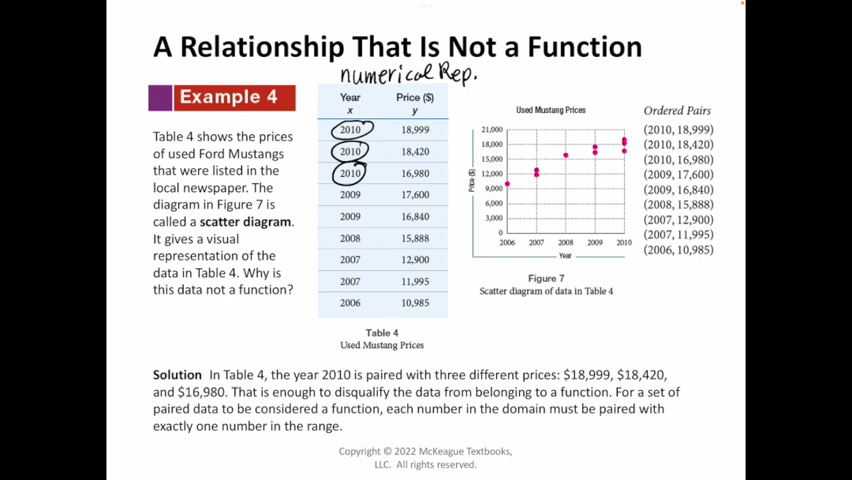 A Relationship That Is Not a Function
numerical Rep.
Example 4
Table 4 shows the prices
of used Ford Mustangs
that were listed in the
local newspaper. The
diagram in Figure 7 is
called a scatter diagram.
It gives a visual
representation of the
data in Table 4. Why is
this data not a function?
Year Price ($)
x y
2010 18,999
2010 18,420
2010 16,980
2009 17,600
2009 16,840
2008 15,888
2007 12,900
2007 11,995
2006 10,985
Table 4
Used Mustang Prices
Used Mustang Prices
Price ($)
21,000
18,000
15,000
12,000
9,000
6,000
3,000
0
2006 2007 2008 2009 2010
Year
Figure 7
Scatter diagram of data in Table 4
Ordered Pairs
(2010, 18,999)
(2010, 18,420)
(2010, 16,980)
(2009, 17,600)
(2009, 16,840)
(2008, 15,888)
(2007, 12,900)
(2007, 11,995)
(2006, 10,985)
Solution In Table 4, the year 2010 is paired with three different prices: $18,999, $18,420,
and $16,980. That is enough to disqualify the data from belonging to a function. For a set of
paired data to be considered a function, each number in the domain must be paired with
exactly one number in the range.
Copyright © 2022 McKeague Textbooks,
LLC. All rights reserved.